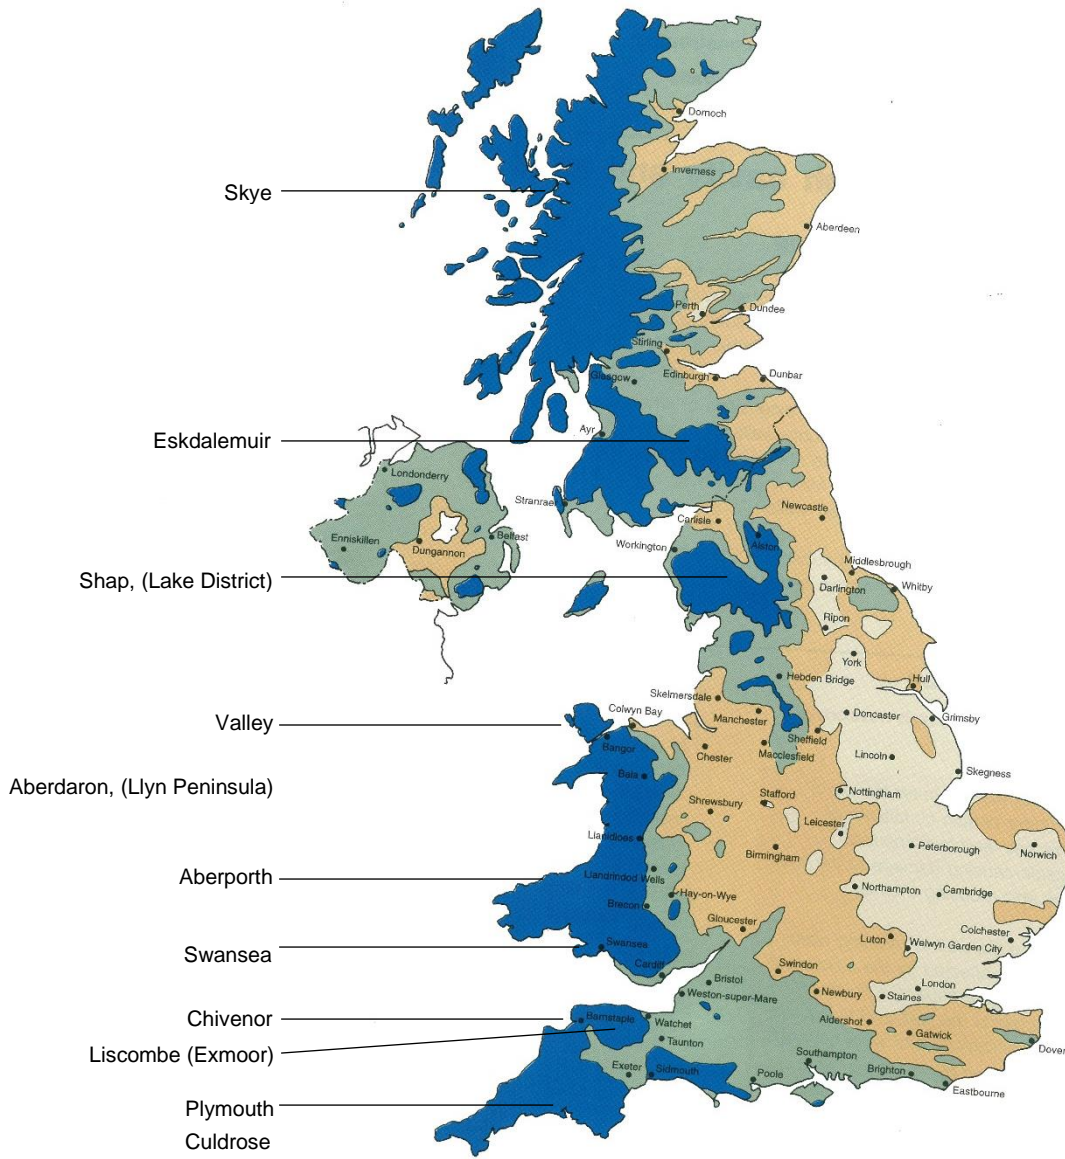 Dornoch
Inverness
Skye
Aberdeen
Perth
Dundee
Stirling
Glasgow
Edinburgh
Dunbar
Ayr
Eskdalemuir
Londonderry
Stranraer
Newcastle
Carlisle
Enniskillen
Dungannon
Belfast
Workington
Alston
Middlesbrough
Shap, (Lake District)
Darlington
Whitby
Ripon
York
Hebden Bridge
Hull
Skelmersdale
Valley
Colwyn Bay
Manchester
Doncaster
Grimsby
Bangor
Chester
Macclesfield
Sheffield
Lincoln
Skegness
Aberdaron, (Llyn Peninsula)
Bala
Shrewsbury
Stafford
Nottingham
Leicester
Llanidloes
Birmingham
Peterborough
Norwich
Aberporth
Llandrindod Wells
Hay-on-Wye
Northampton
Cambridge
Brecon
Gloucester
Colchester
Swansea
Swansea
Luton
Welwyn Garden City
Cardiff
Bristol
Swindon
Weston-super-Mare
Newbury
London
Staines
Chivenor
Barnstaple
Watchet
Aldershot
Gatwick
Liscombe (Exmoor)
Taunton
Dover
Exeter
Sidmouth
Poole
Southampton
Brighton
Eastbourne
Plymouth
Culdrose